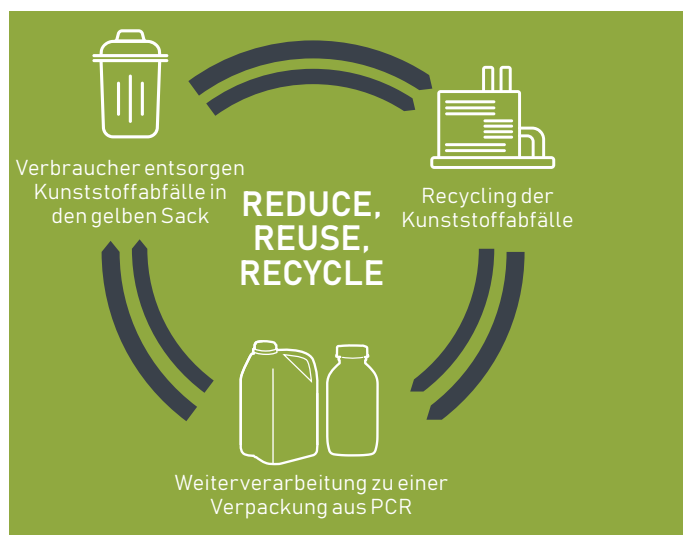 Verbraucher entsorgen
Kunststoffabfälle in
den gelben Sack
REDUCE,
REUSE,
RECYCLE
Recycling der
Kunststoffabfälle
Weiterverarbeitung zu einer
Verpackung aus PCR